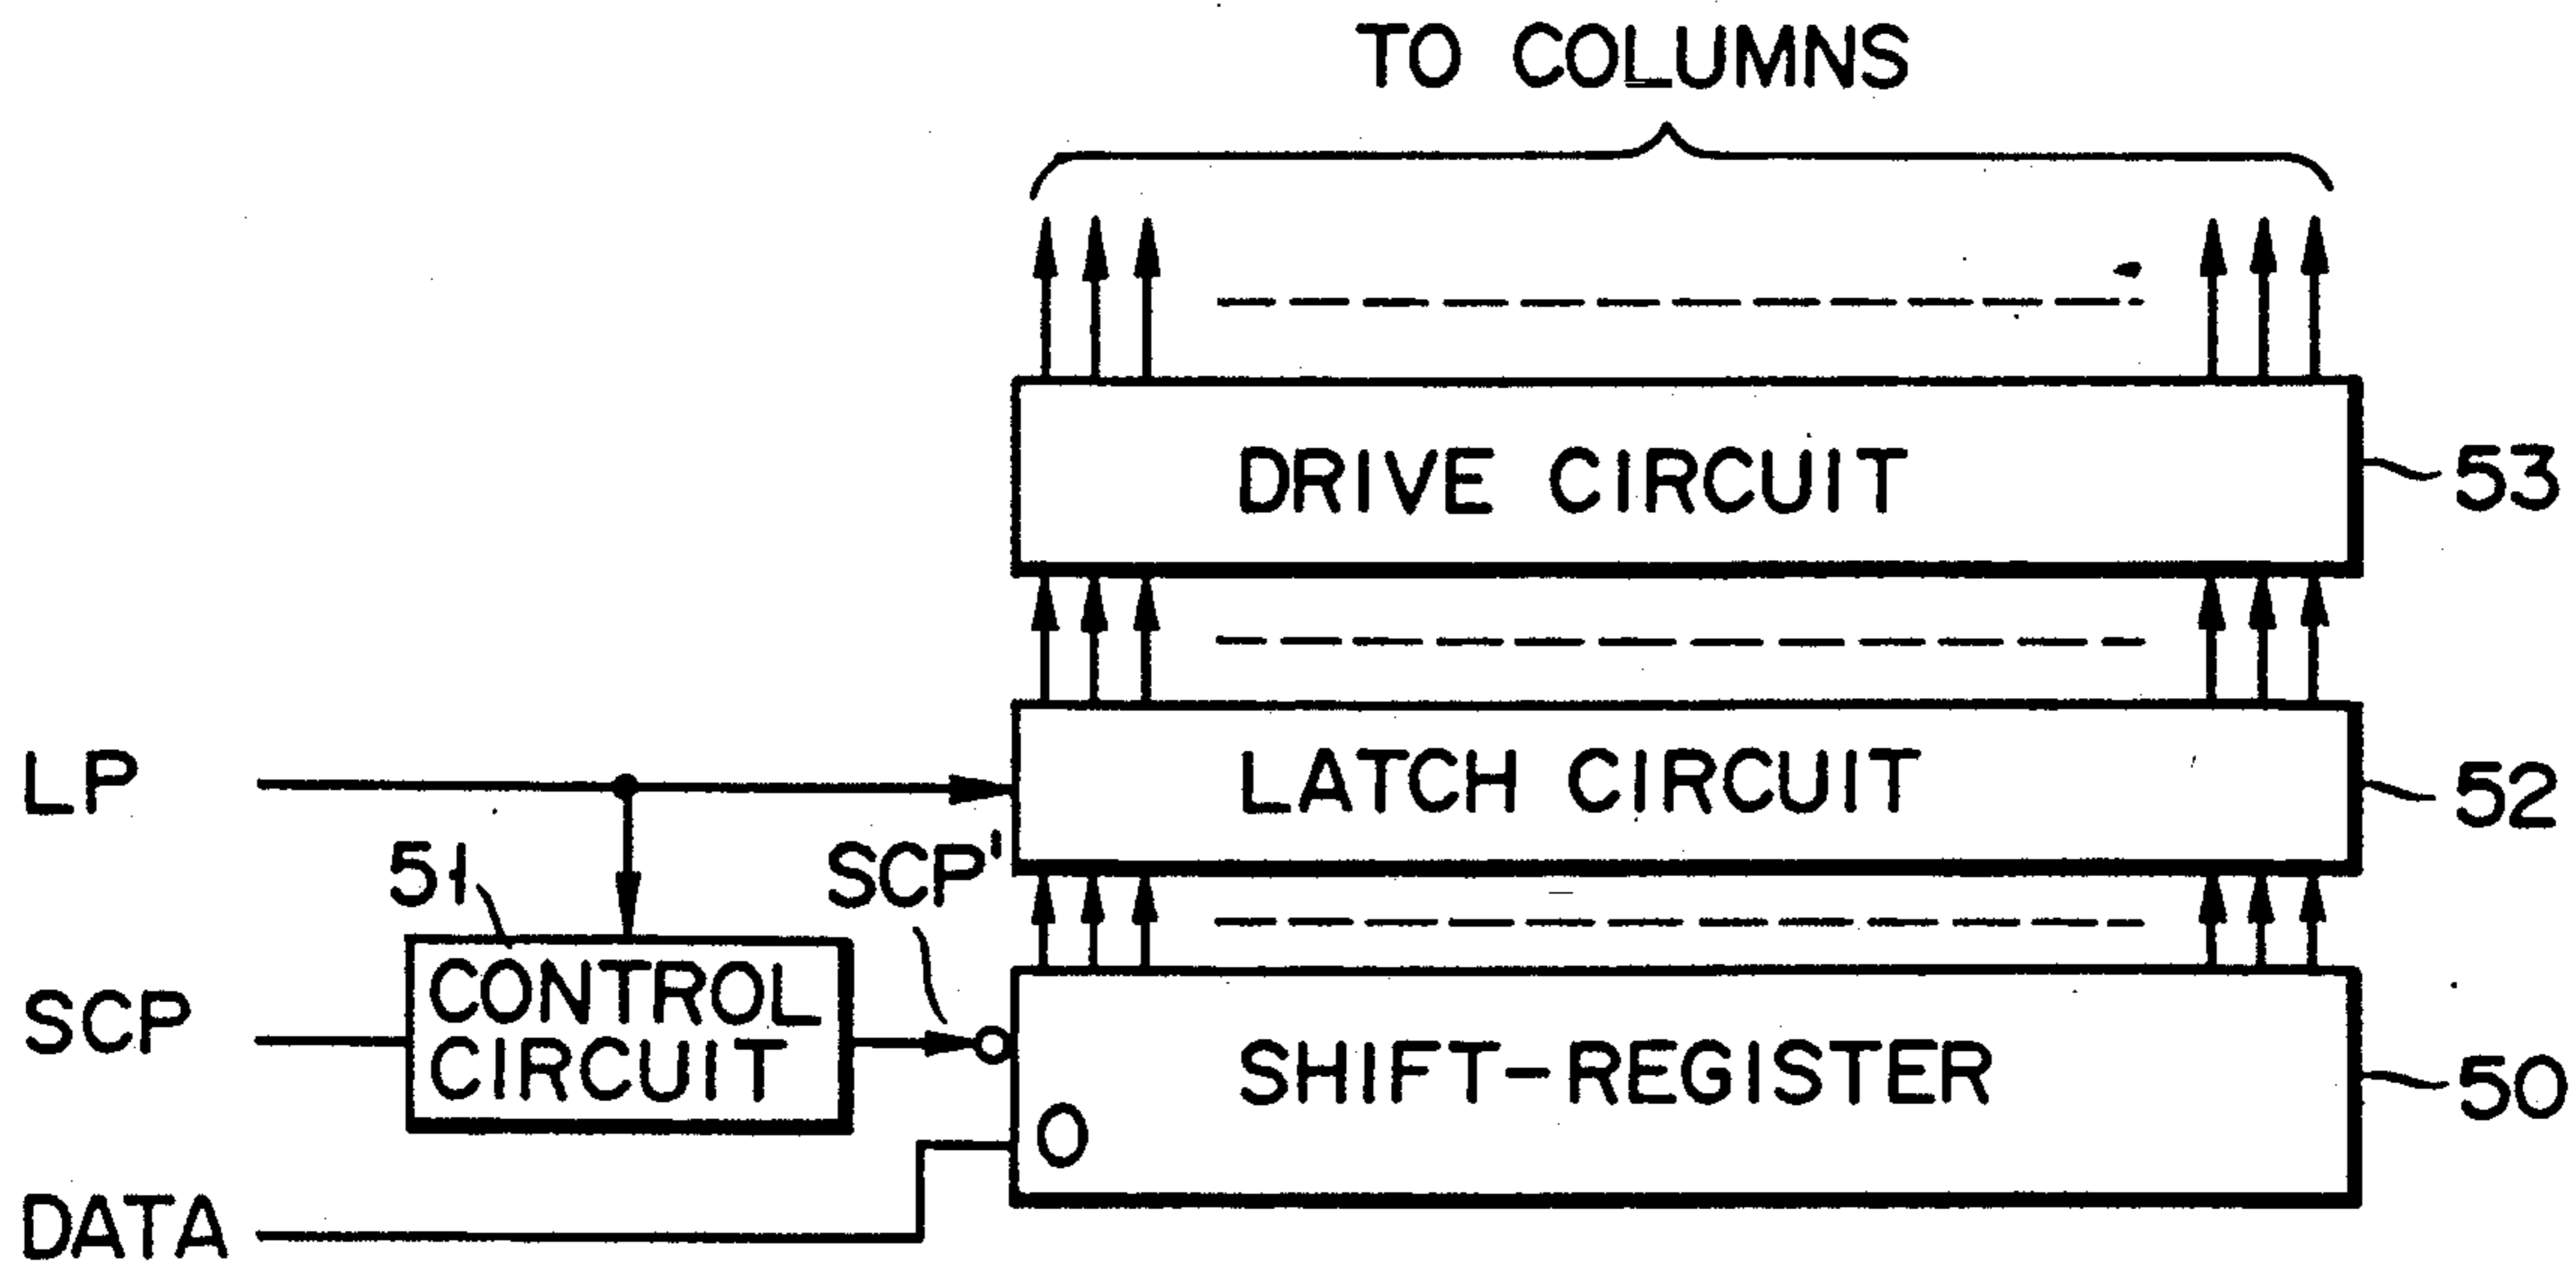 TO COLUMNS
DRIVE CIRCUIT
53
LP
LATCH CIRCUIT
52
51
SCP'
SCP
CONTROL
CIRCUIT
SHIFT-REGISTER
50
O
DATA